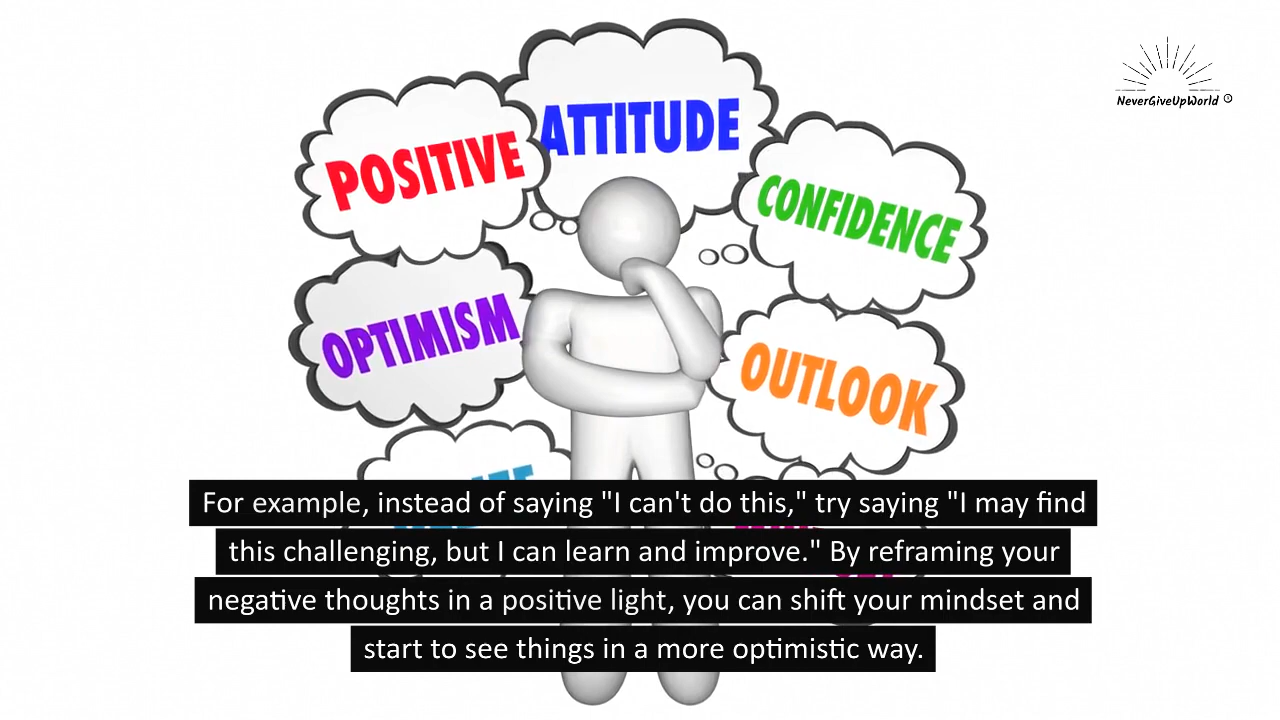 ATTITUDE
POSITIVE
CONFIDENCE
OPTIMISM
OUTLOOK
NeverGiveUpWorld
For example, instead of saying "I can't do this," try saying "I may find
this challenging, but I can learn and improve." By reframing your
negative thoughts in a positive light, you can shift your mindset and
start to see things in a more optimistic way.